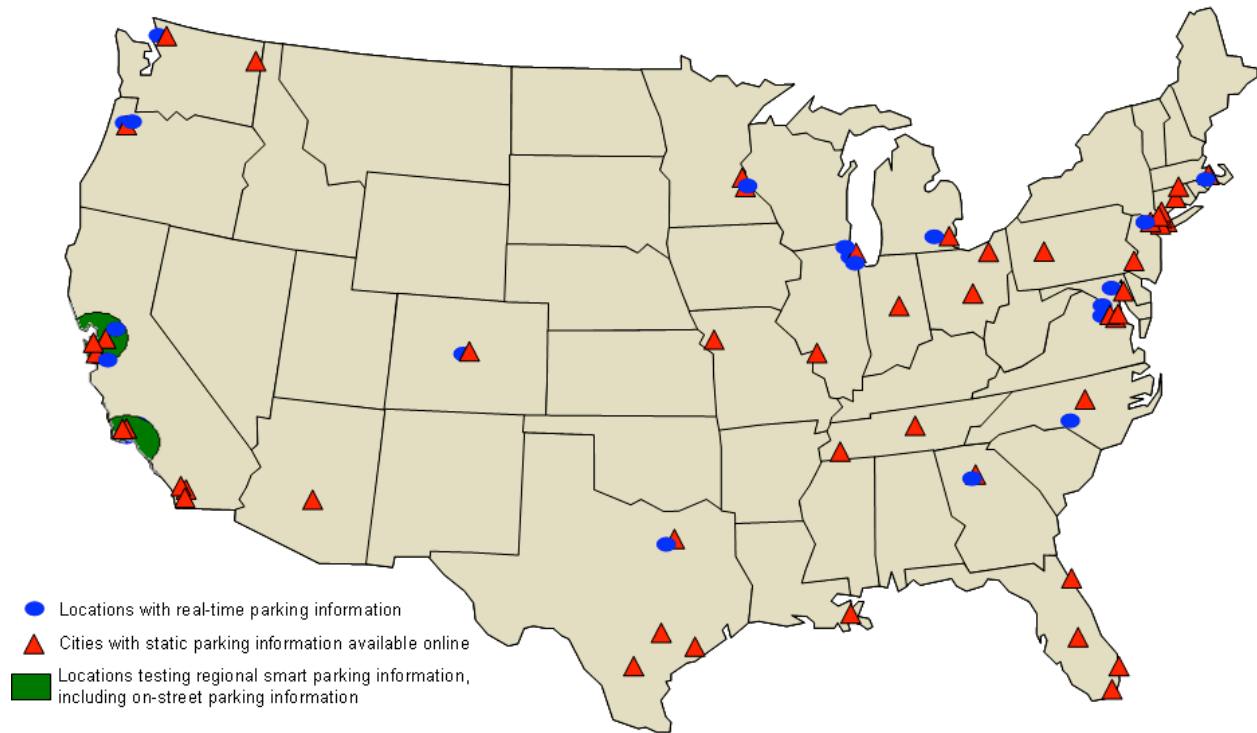 Locations with real-time parking information
Cities with static parking information available online
Locations testing regional smart parking information,
including on-street parking information